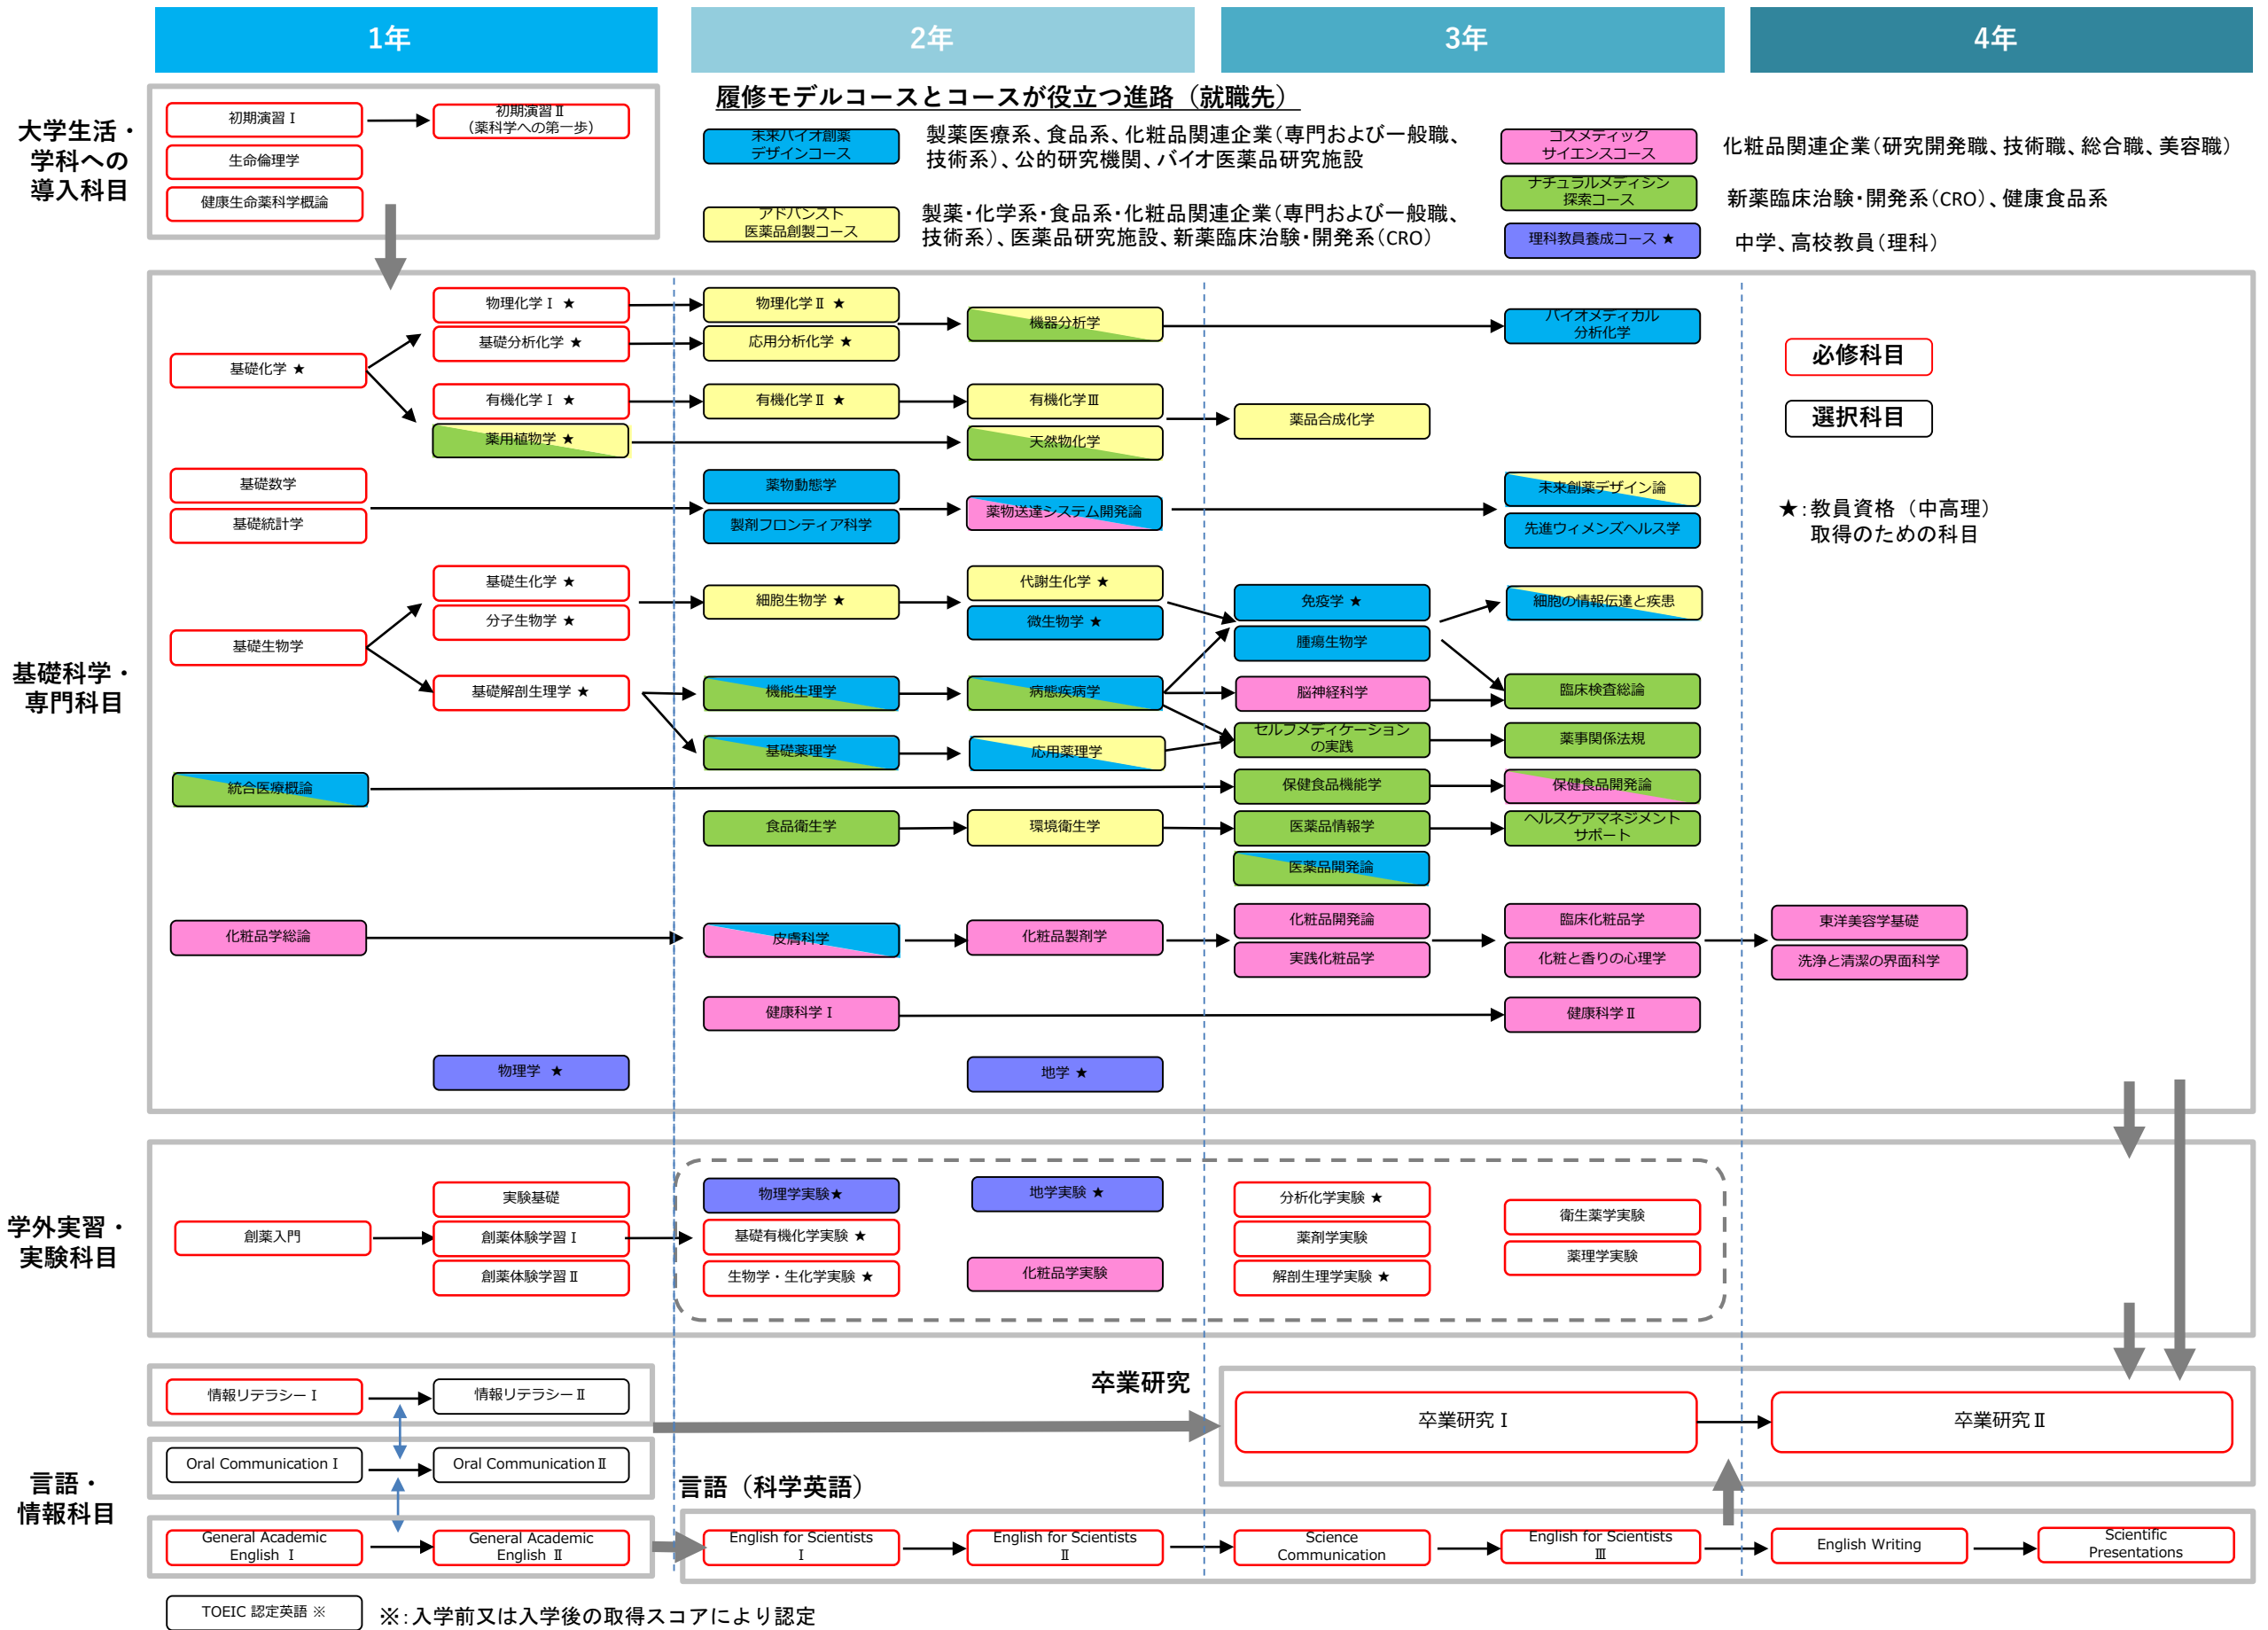 1年
2年
3年
4年
大学生活・
学科への
導入科目
初期演習Ⅰ
初期演習Ⅱ
（薬科学への第一歩）
生命倫理学
健康生命薬科学概論
履修モデルコースとコースが役立つ進路（就職先）
未来バイオ創薬
デザインコース
製薬医療系、食品系、化粧品関連企業（専門および一般職、
技術系）、公的研究機関、バイオ医薬品研究施設
アドバンスト
医薬品創製コース
製薬・化学系・食品系・化粧品関連企業（専門および一般職、
技術系）、医薬品研究施設、新薬臨床治験・開発系（CRO）
コスメティック
サイエンスコース
化粧品関連企業（研究開発職、技術職、総合職、美容職）
ナチュラルメディシン
探索コース
新薬臨床治験・開発系（CRO）、健康食品系
理科教員養成コース ★
中学、高校教員（理科）
基礎科学・
専門科目
物理化学Ⅰ ★
物理化学Ⅱ ★
機器分析学
バイオメディカル
分析化学
基礎化学 ★
基礎分析化学 ★
応用分析化学 ★
有機化学Ⅰ ★
有機化学Ⅱ ★
有機化学Ⅲ
薬品合成化学
薬用植物学 ★
天然物化学
必修科目
選択科目
★：教員資格（中高理）
取得のための科目
基礎数学
基礎統計学
薬物動態学
製剤フロンティア科学
薬物送達システム開発論
未来創薬デザイン論
先進ウィメンズヘルス学
基礎生物学
基礎生化学 ★
分子生物学 ★
基礎解剖生理学 ★
細胞生物学 ★
代謝生化学 ★
微生物学 ★
免疫学 ★
腫瘍生物学
細胞の情報伝達と疾患
機能生理学
病態疾病学
脳神経科学
臨床検査総論
基礎薬理学
応用薬理学
セルフメディケーション
の実践
薬事関係法規
統合医療概論
保健食品機能学
保健食品開発論
食品衛生学
環境衛生学
医薬品情報学
ヘルスケアマネジメント
サポート
医薬品開発論
化粧品学総論
皮膚科学
化粧品製剤学
化粧品開発論
実践化粧品学
臨床化粧品学
化粧と香りの心理学
東洋美容学基礎
洗浄と清潔の界面科学
健康科学Ⅰ
健康科学Ⅱ
物理学 ★
地学 ★
学外実習・
実験科目
創薬入門
実験基礎
創薬体験学習Ⅰ
創薬体験学習Ⅱ
物理学実験★
基礎有機化学実験 ★
生物学・生化学実験 ★
地学実験 ★
化粧品学実験
分析化学実験 ★
薬剤学実験
解剖生理学実験 ★
衛生薬学実験
薬理学実験
言語・
情報科目
情報リテラシーⅠ
情報リテラシーⅡ
Oral CommunicationⅠ
Oral CommunicationⅡ
General Academic
English Ⅰ
General Academic
English Ⅱ
卒業研究
卒業研究Ⅰ
卒業研究Ⅱ
言語（科学英語）
English for Scientists
Ⅰ
English for Scientists
Ⅱ
Science
Communication
English for Scientists
Ⅲ
English Writing
Scientific
Presentations
TOEIC 認定英語 ※
※：入学前又は入学後の取得スコアにより認定